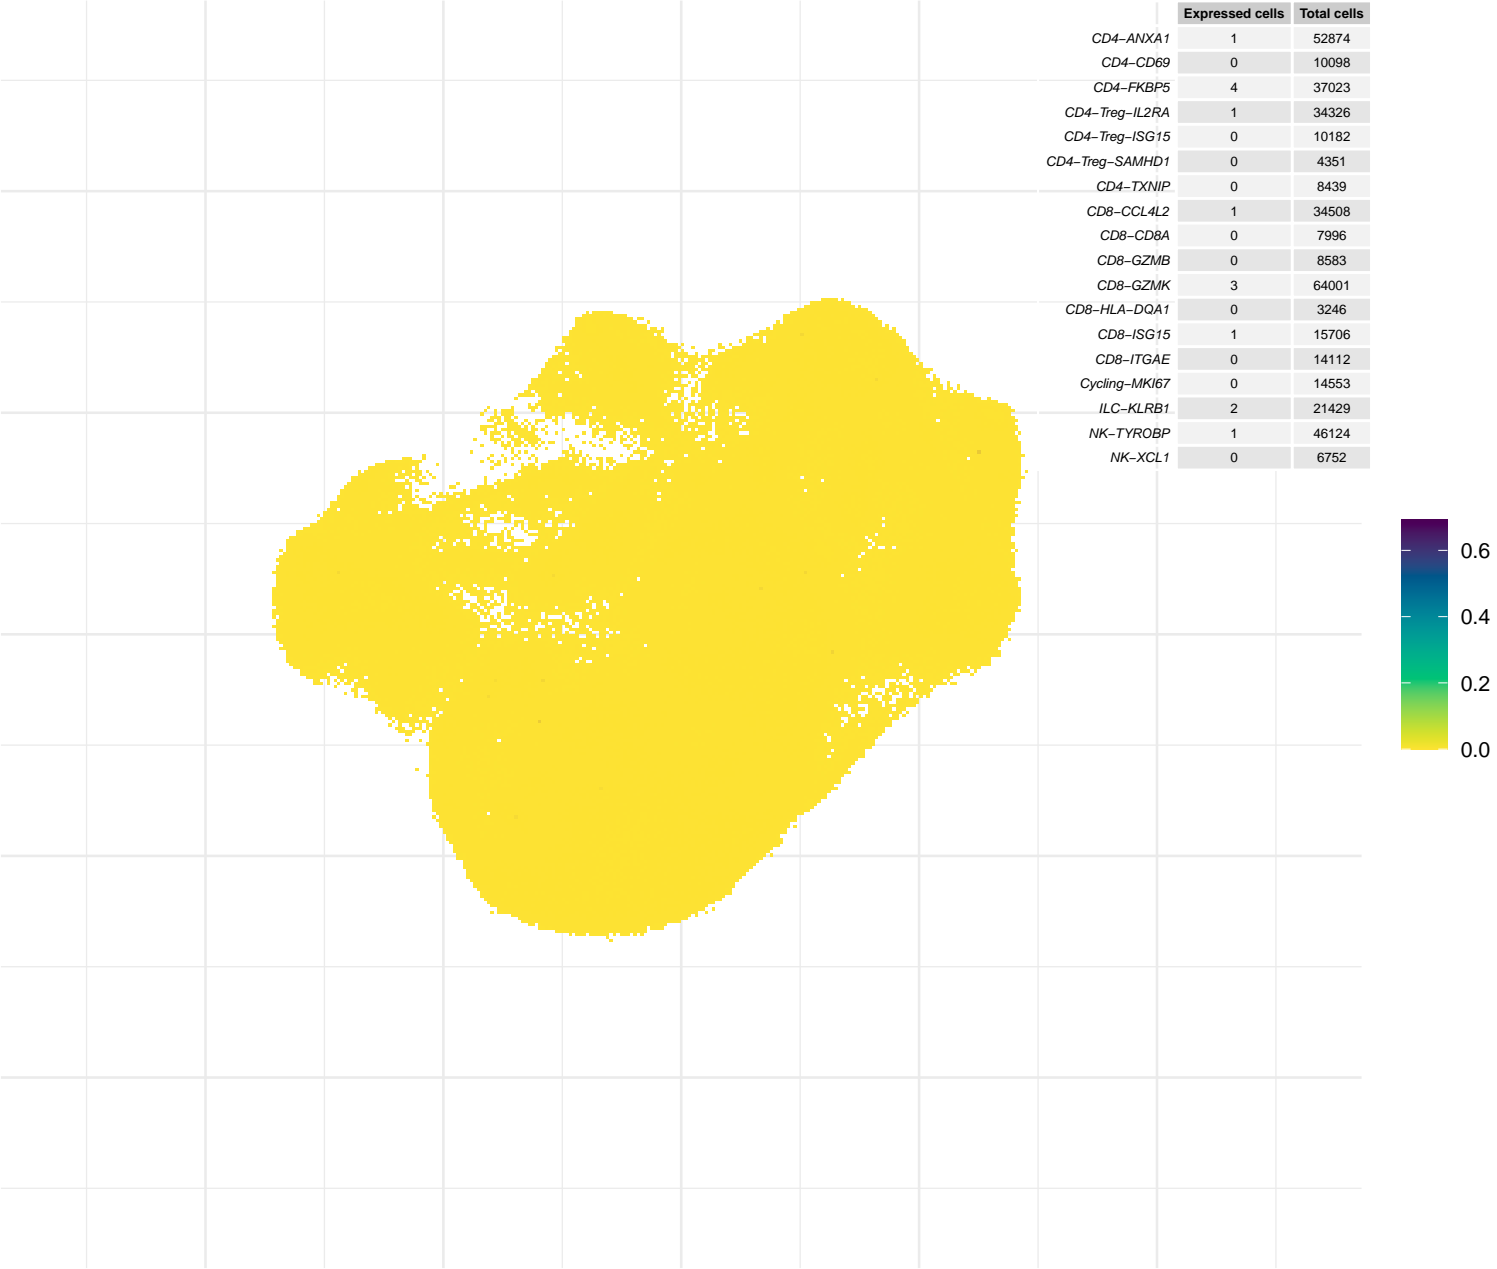 Expressed cells Total cells
CD4−ANXA1 1 52874
CD4−CD69 0 10098
CD4−FKBP5 4 37023
CD4−Treg−IL2RA 1 34326
CD4−Treg−ISG15 0 10182
CD4−Treg−SAMHD1 0 4351
CD4−TXNIP 0 8439
CD8−CCL4L2 1 34508
CD8−CD8A 0 7996
CD8−GZMB 0 8583
CD8−GZMK 3 64001
CD8−HLA−DQA1 0 3246
CD8−ISG15 1 15706
CD8−ITGAE 0 14112
Cycling−MKI67 0 14553
ILC−KLRB1 2 21429
NK−TYROBP 1 46124
NK−XCL1 0 6752
0.6
0.4
0.2
0.0